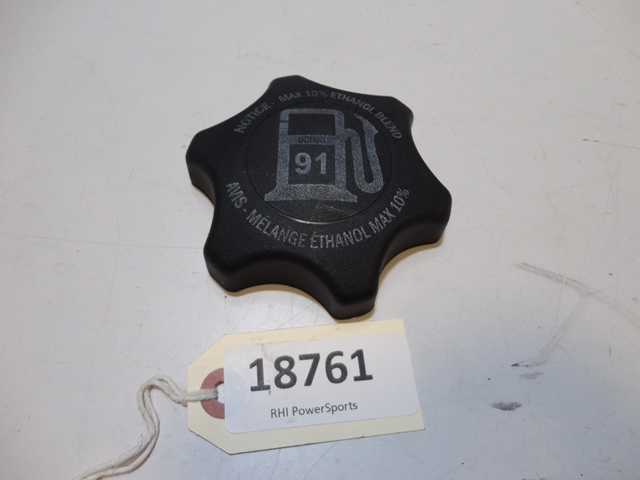 NOTICE - MAX 10% ETHANOL BLEND
91
AVIS - MÉLANGE ÉTHANOL MAX 10%
18761
RHI PowerSports